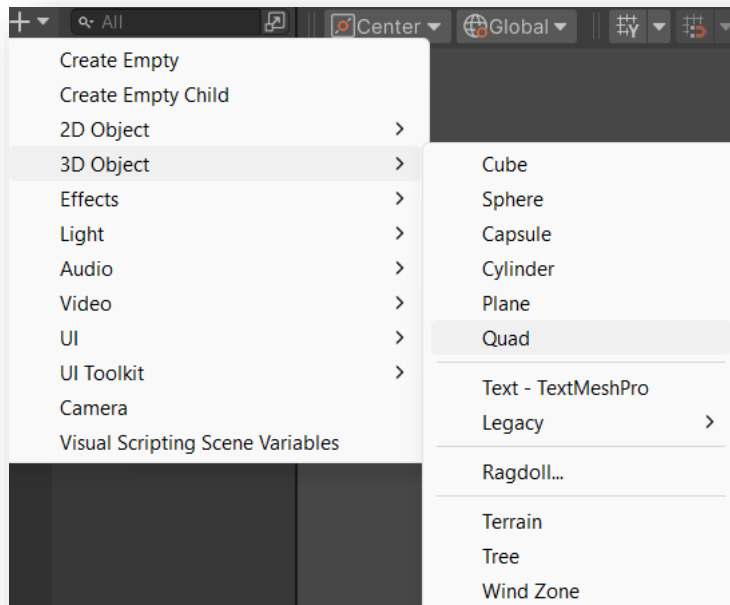 All
Center
Global
Create Empty
Create Empty Child
2D Object
3D Object
Effects
Light
Audio
Video
UI
UI Toolkit
Camera
Visual Scripting Scene Variables
Cube
Sphere
Capsule
Cylinder
Plane
Quad
Text - TextMeshPro
Legacy
Ragdoll...
Terrain
Tree
Wind Zone